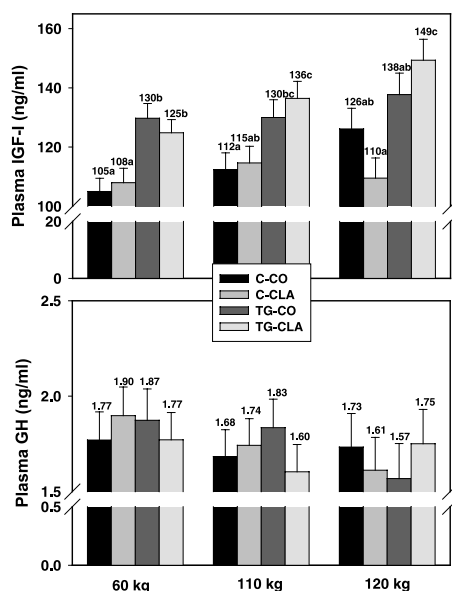 Plasma IGF-I (ng/ml)
160
140
120
100
20
0
105a 108a 130b 125b
112a 115ab 130bc 136c
126ab 110a 138ab 149c
C-CO
C-CLA
TG-CO
TG-CLA
Plasma GH (ng/ml)
2.5
2.0
1.5
0.5
0.0
1.77 1.90 1.87 1.77
1.68 1.74 1.83 1.60
1.73 1.61 1.57 1.75
60 kg 110 kg 120 kg